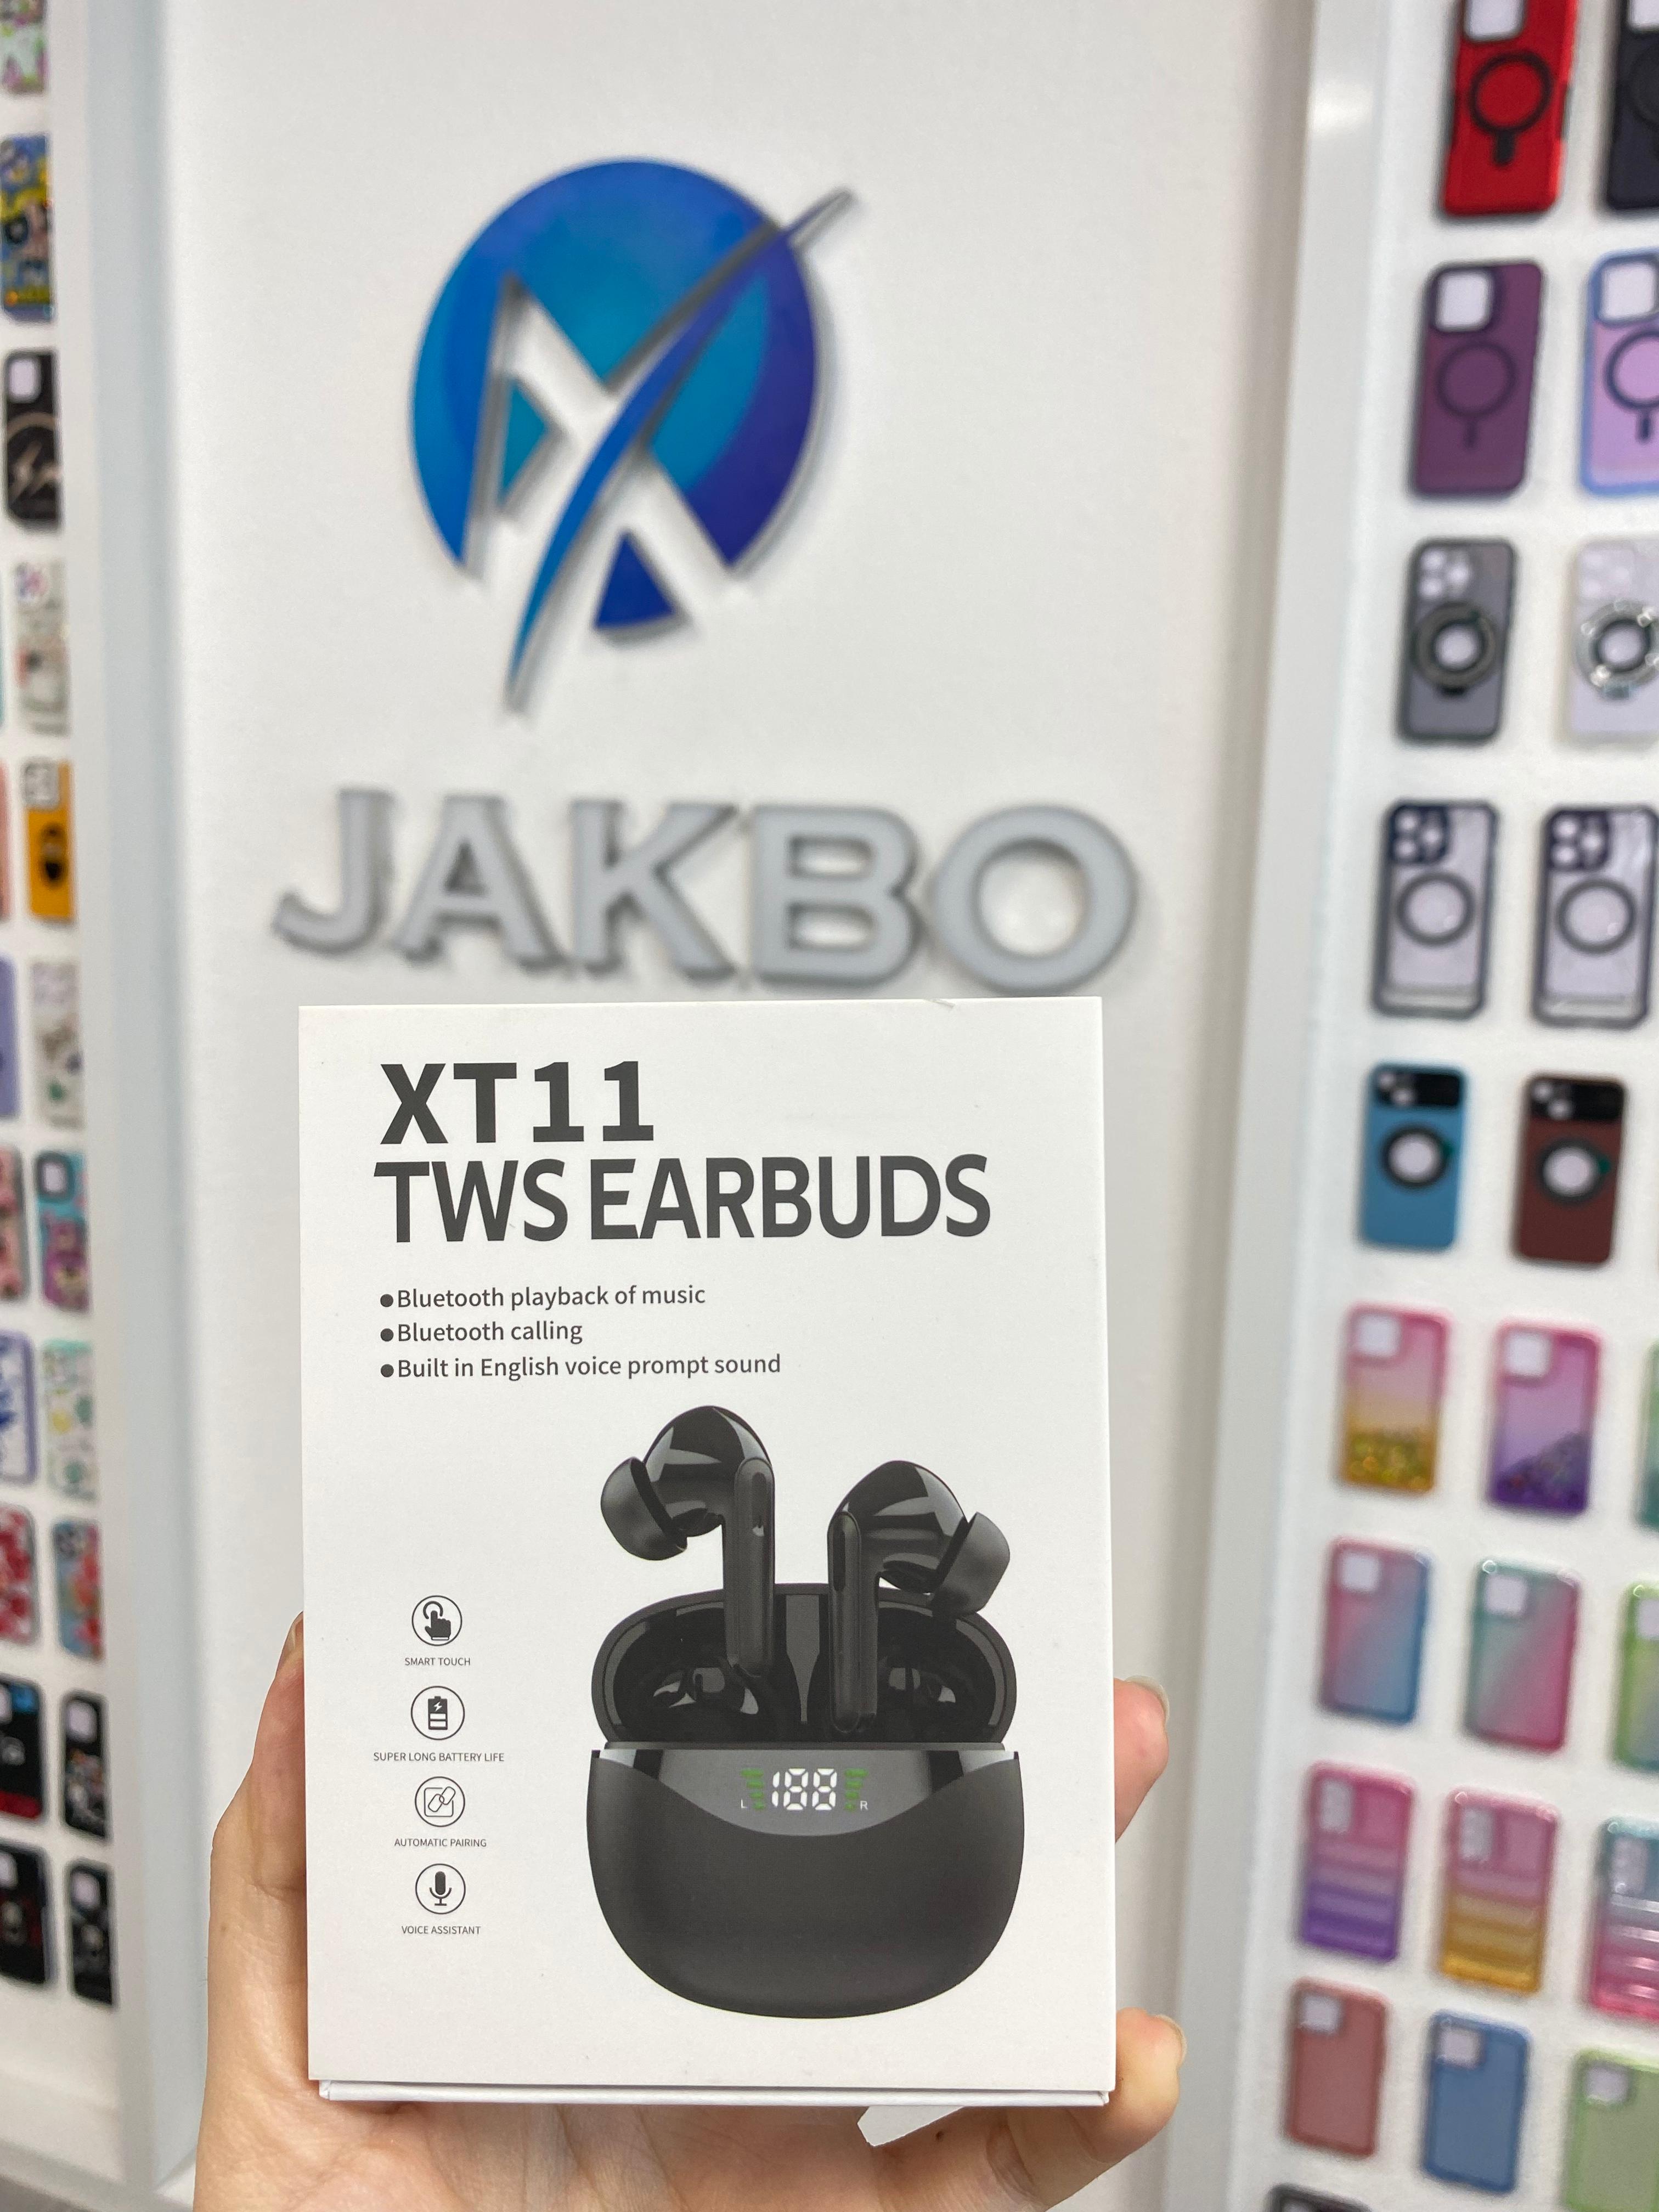 JAKBO
XT11
TWS EARBUDS
●Bluetooth playback of music
●Bluetooth calling
●Built in English voice prompt sound
SMART TOUCH
SUPER LONG BATTERY LIFE
AUTOMATIC PAIRING
VOICE ASSISTANT
L 188 R